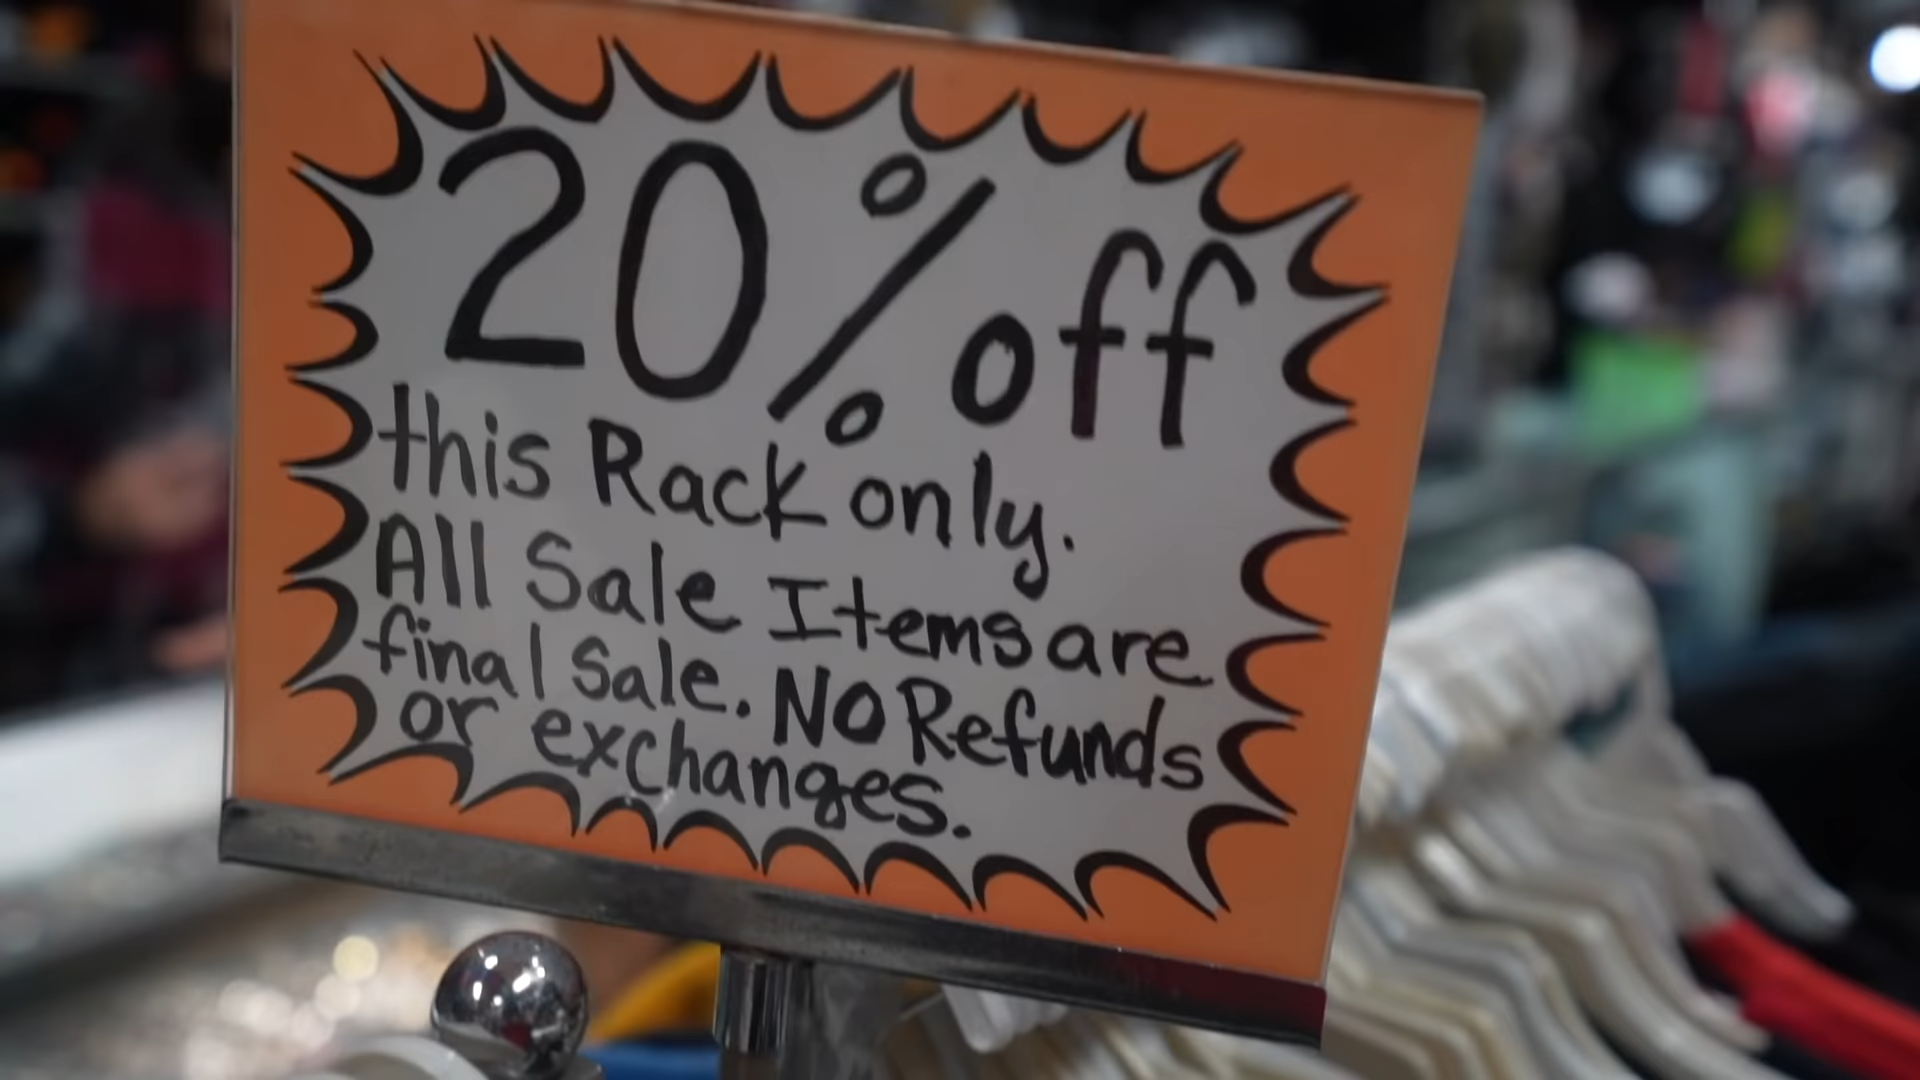 20% off
this Rack only.
All Sale Items are
final Sale. No Refunds
or exchanges.